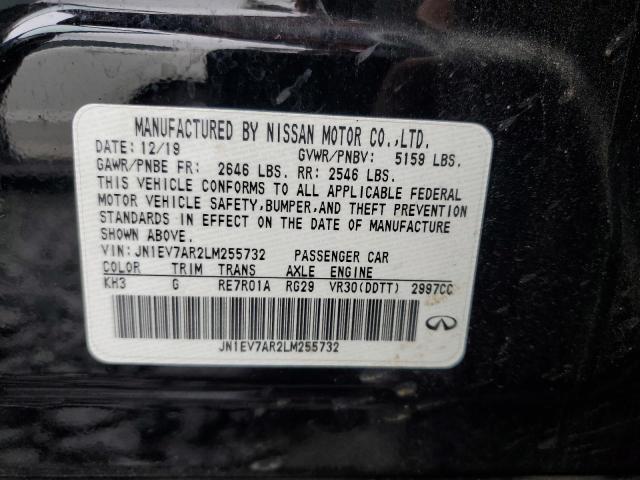 MANUFACTURED BY NISSAN MOTOR CO.,LTD.
DATE: 12/19 GVWR/PNBV: 5159 LBS.
GAWR/PNBE FR: 2646 LBS. RR: 2546 LBS.
THIS VEHICLE CONFORMS TO ALL APPLICABLE FEDERAL
MOTOR VEHICLE SAFETY,BUMPER,AND THEFT PREVENTION
STANDARDS IN EFFECT ON THE DATE OF MANUFACTURE
SHOWN ABOVE.
VIN: JN1EV7AR2LM255732 PASSENGER CAR
COLOR TRIM TRANS AXLE ENGINE
KH3 G RE7R01A RG29 VR30(DDTT) 2997CC
JN1EV7AR2LM255732